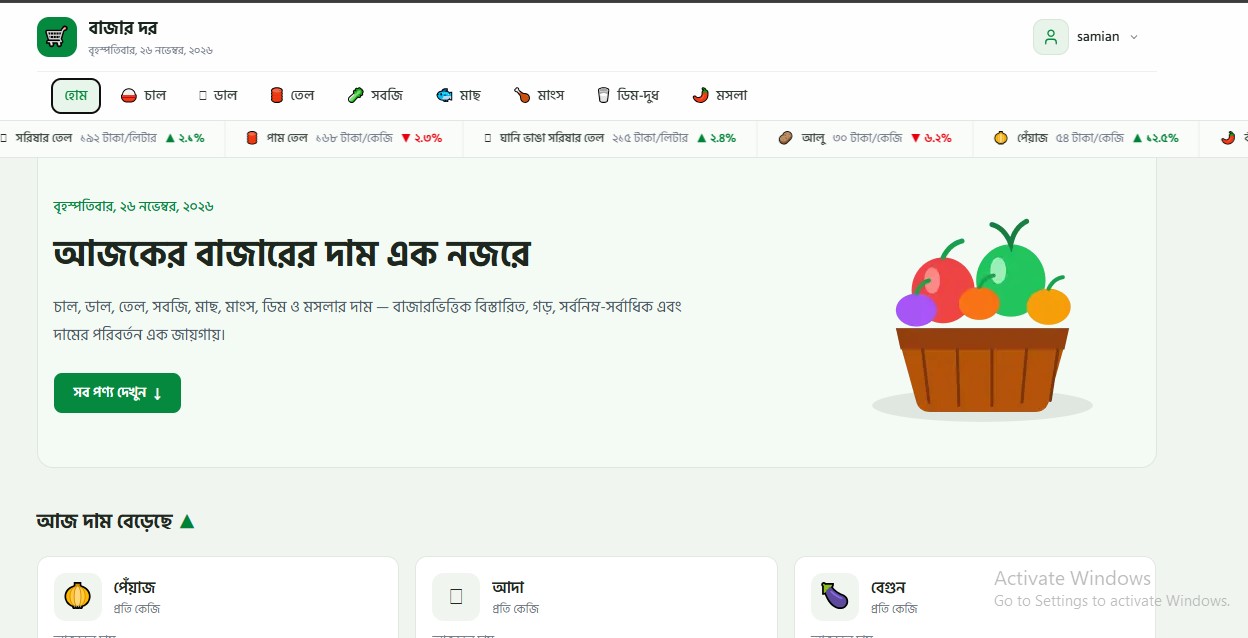 বাজার দর
বৃহস্পতিবার, ২৬ নভেম্বর, ২০২৬
samian
হোম চাল ডাল তেল সবজি মাছ মাংস ডিম-দুধ মসলা
সরিষার তেল ১৯২ টাকা/লিটার ▲ ২.১% পাম তেল ১৬৮ টাকা/কেজি ▼ ২.৩% ঘানি ভাঙা সরিষার তেল ২১৫ টাকা/লিটার ▲ ২.৪% আলু ৩০ টাকা/কেজি ▼ ৬.২% পেঁয়াজ ৫৪ টাকা/কেজি ▲ ১২.৫%
বৃহস্পতিবার, ২৬ নভেম্বর, ২০২৬
আজকের বাজারের দাম এক নজরে
চাল, ডাল, তেল, সবজি, মাছ, মাংস, ডিম ও মসলার দাম — বাজারভিত্তিক বিস্তারিত, গড়, সর্বনিম্ন-সর্বাধিক এবং
দামের পরিবর্তন এক জায়গায়।
সব পণ্য দেখুন ↓
আজ দাম বেড়েছে ▲
পেঁয়াজ
প্রতি কেজি
আদা
প্রতি কেজি
বেগুন
প্রতি কেজি
Activate Windows
Go to Settings to activate Windows.